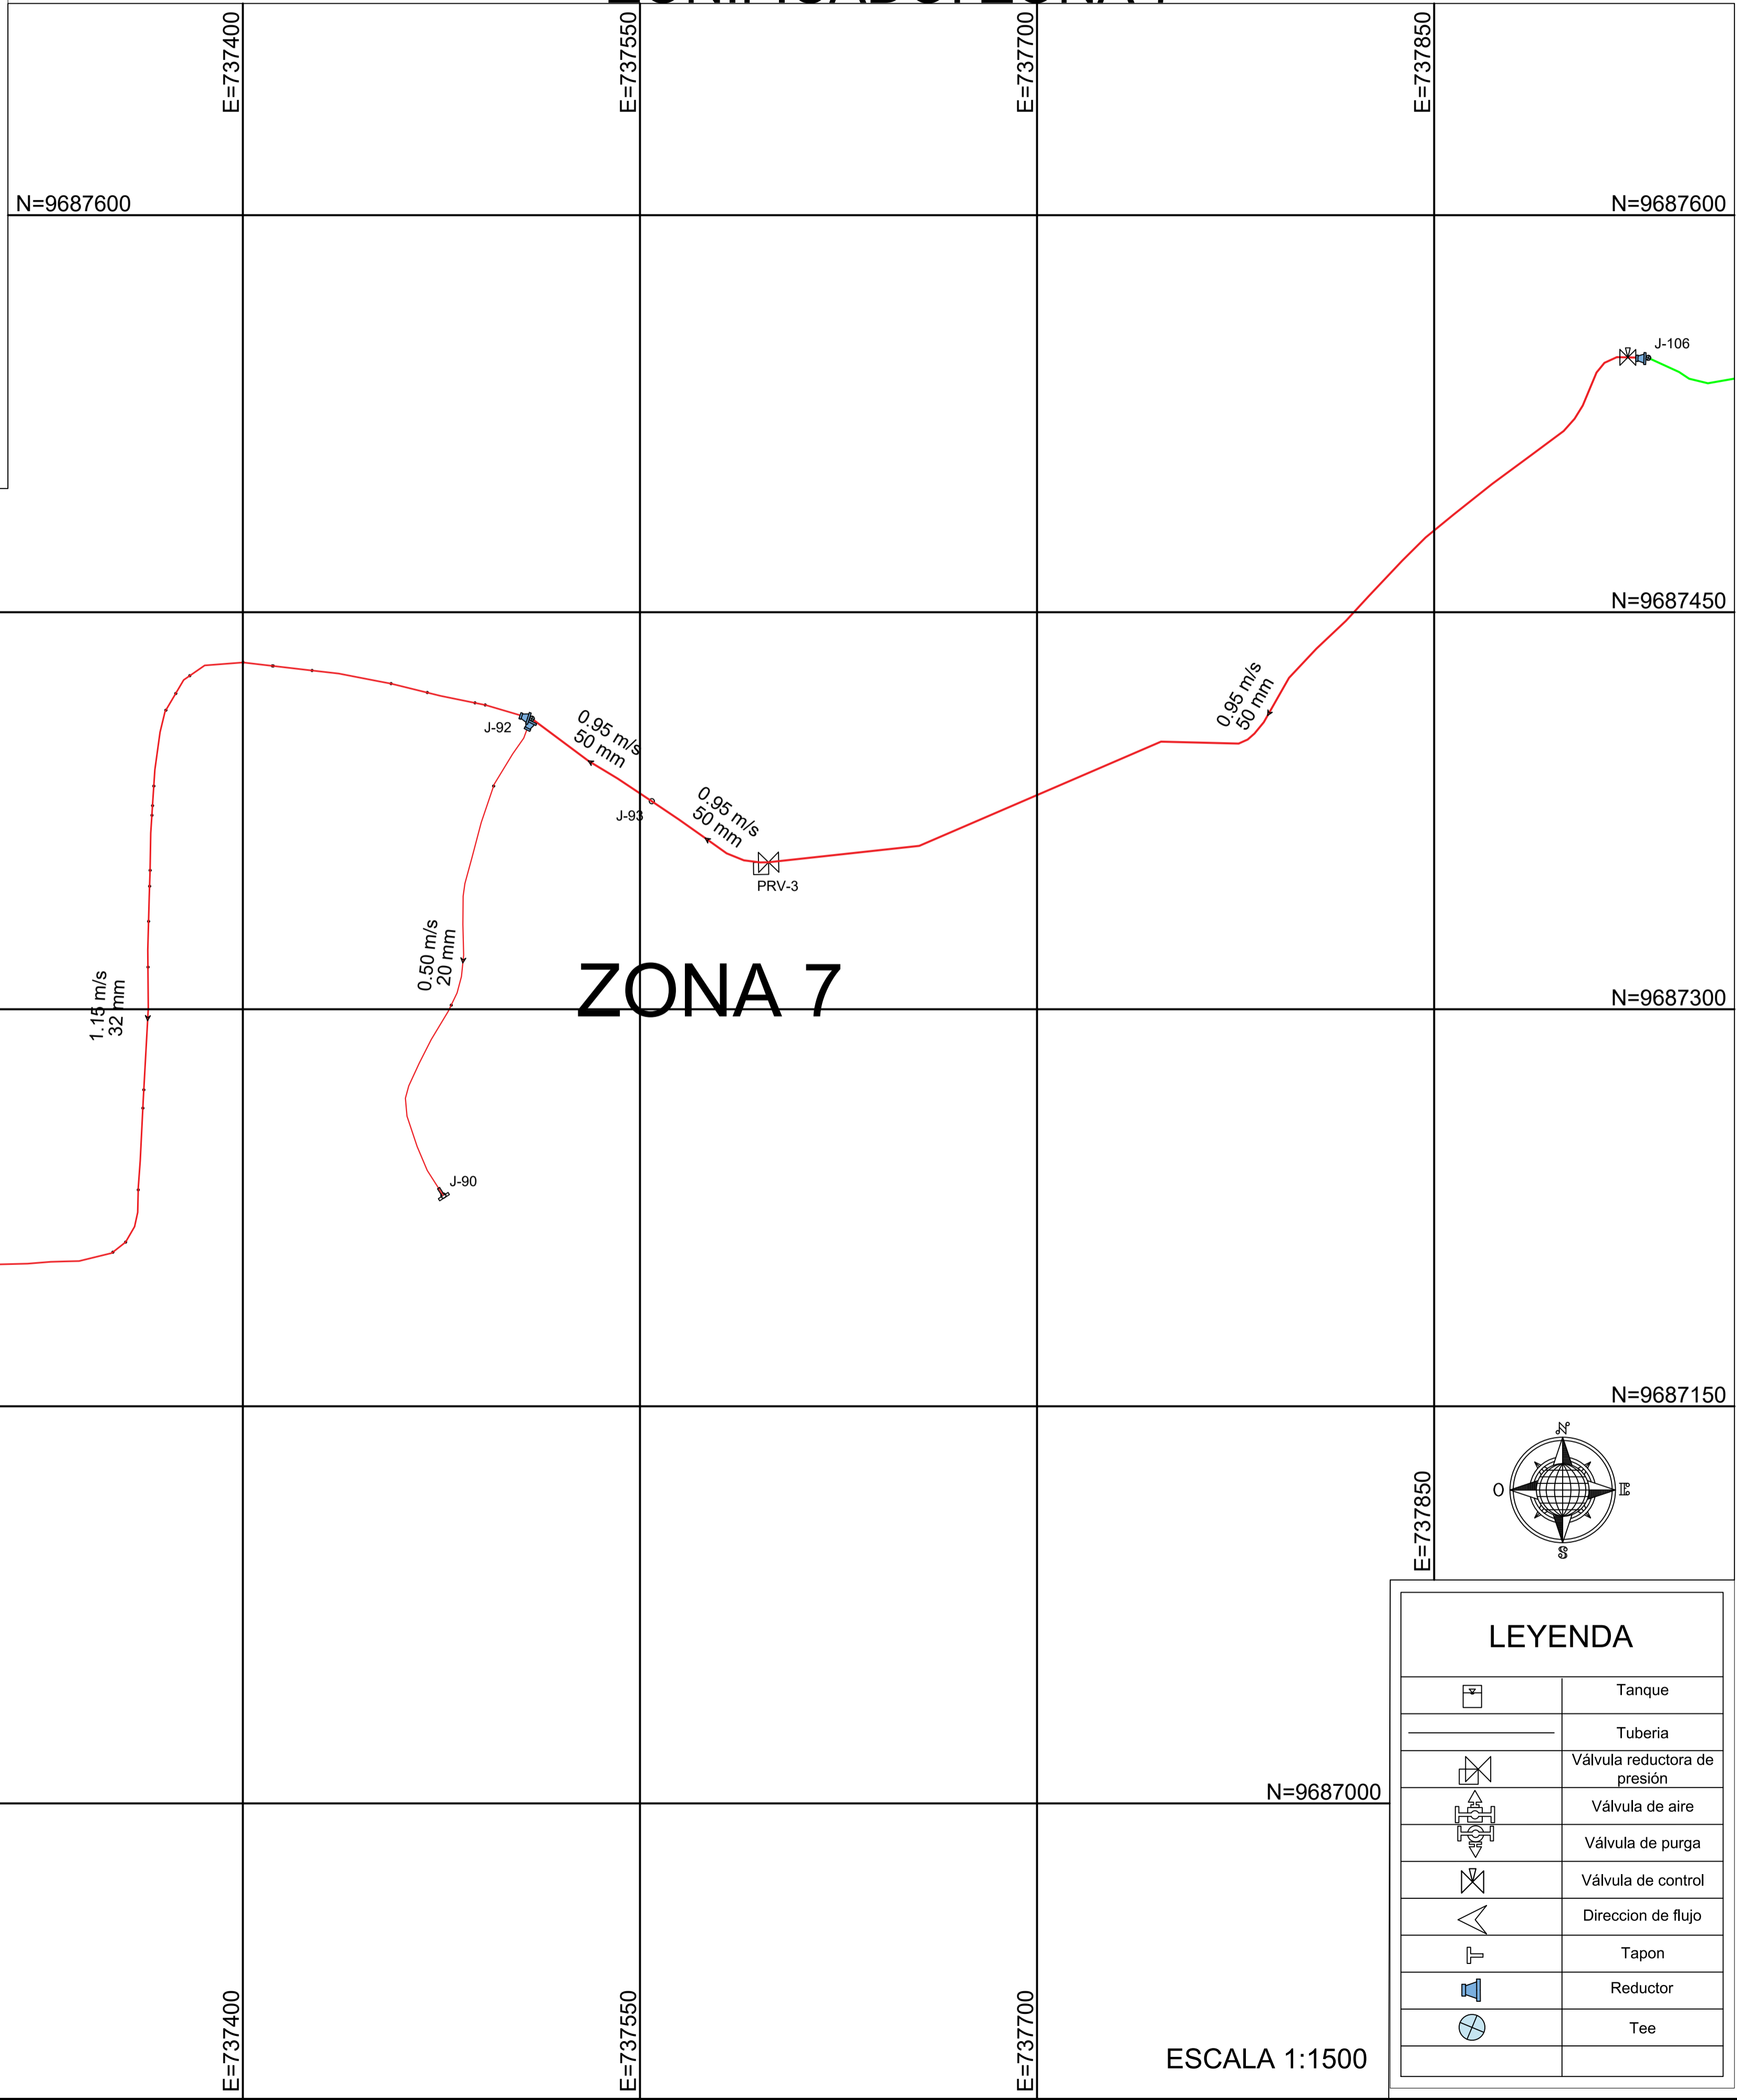 E=737400
E=737550
E=737700
E=737850
N=9687600
N=9687600
J-106
N=9687450
0.95 m/s
50 mm
J-92
0.95 m/s
50 mm
J-93
0.95 m/s
50 mm
PRV-3
0.50 m/s
20 mm
ZONA 7
1.15 m/s
32 mm
N=9687300
J-90
N=9687150
N
O
E
S
E=737850
LEYENDA
Tanque
Tuberia
Válvula reductora de
presión
N=9687000
Válvula de aire
Válvula de purga
Válvula de control
Direccion de flujo
Tapon
Reductor
Tee
E=737400
E=737550
E=737700
ESCALA 1:1500